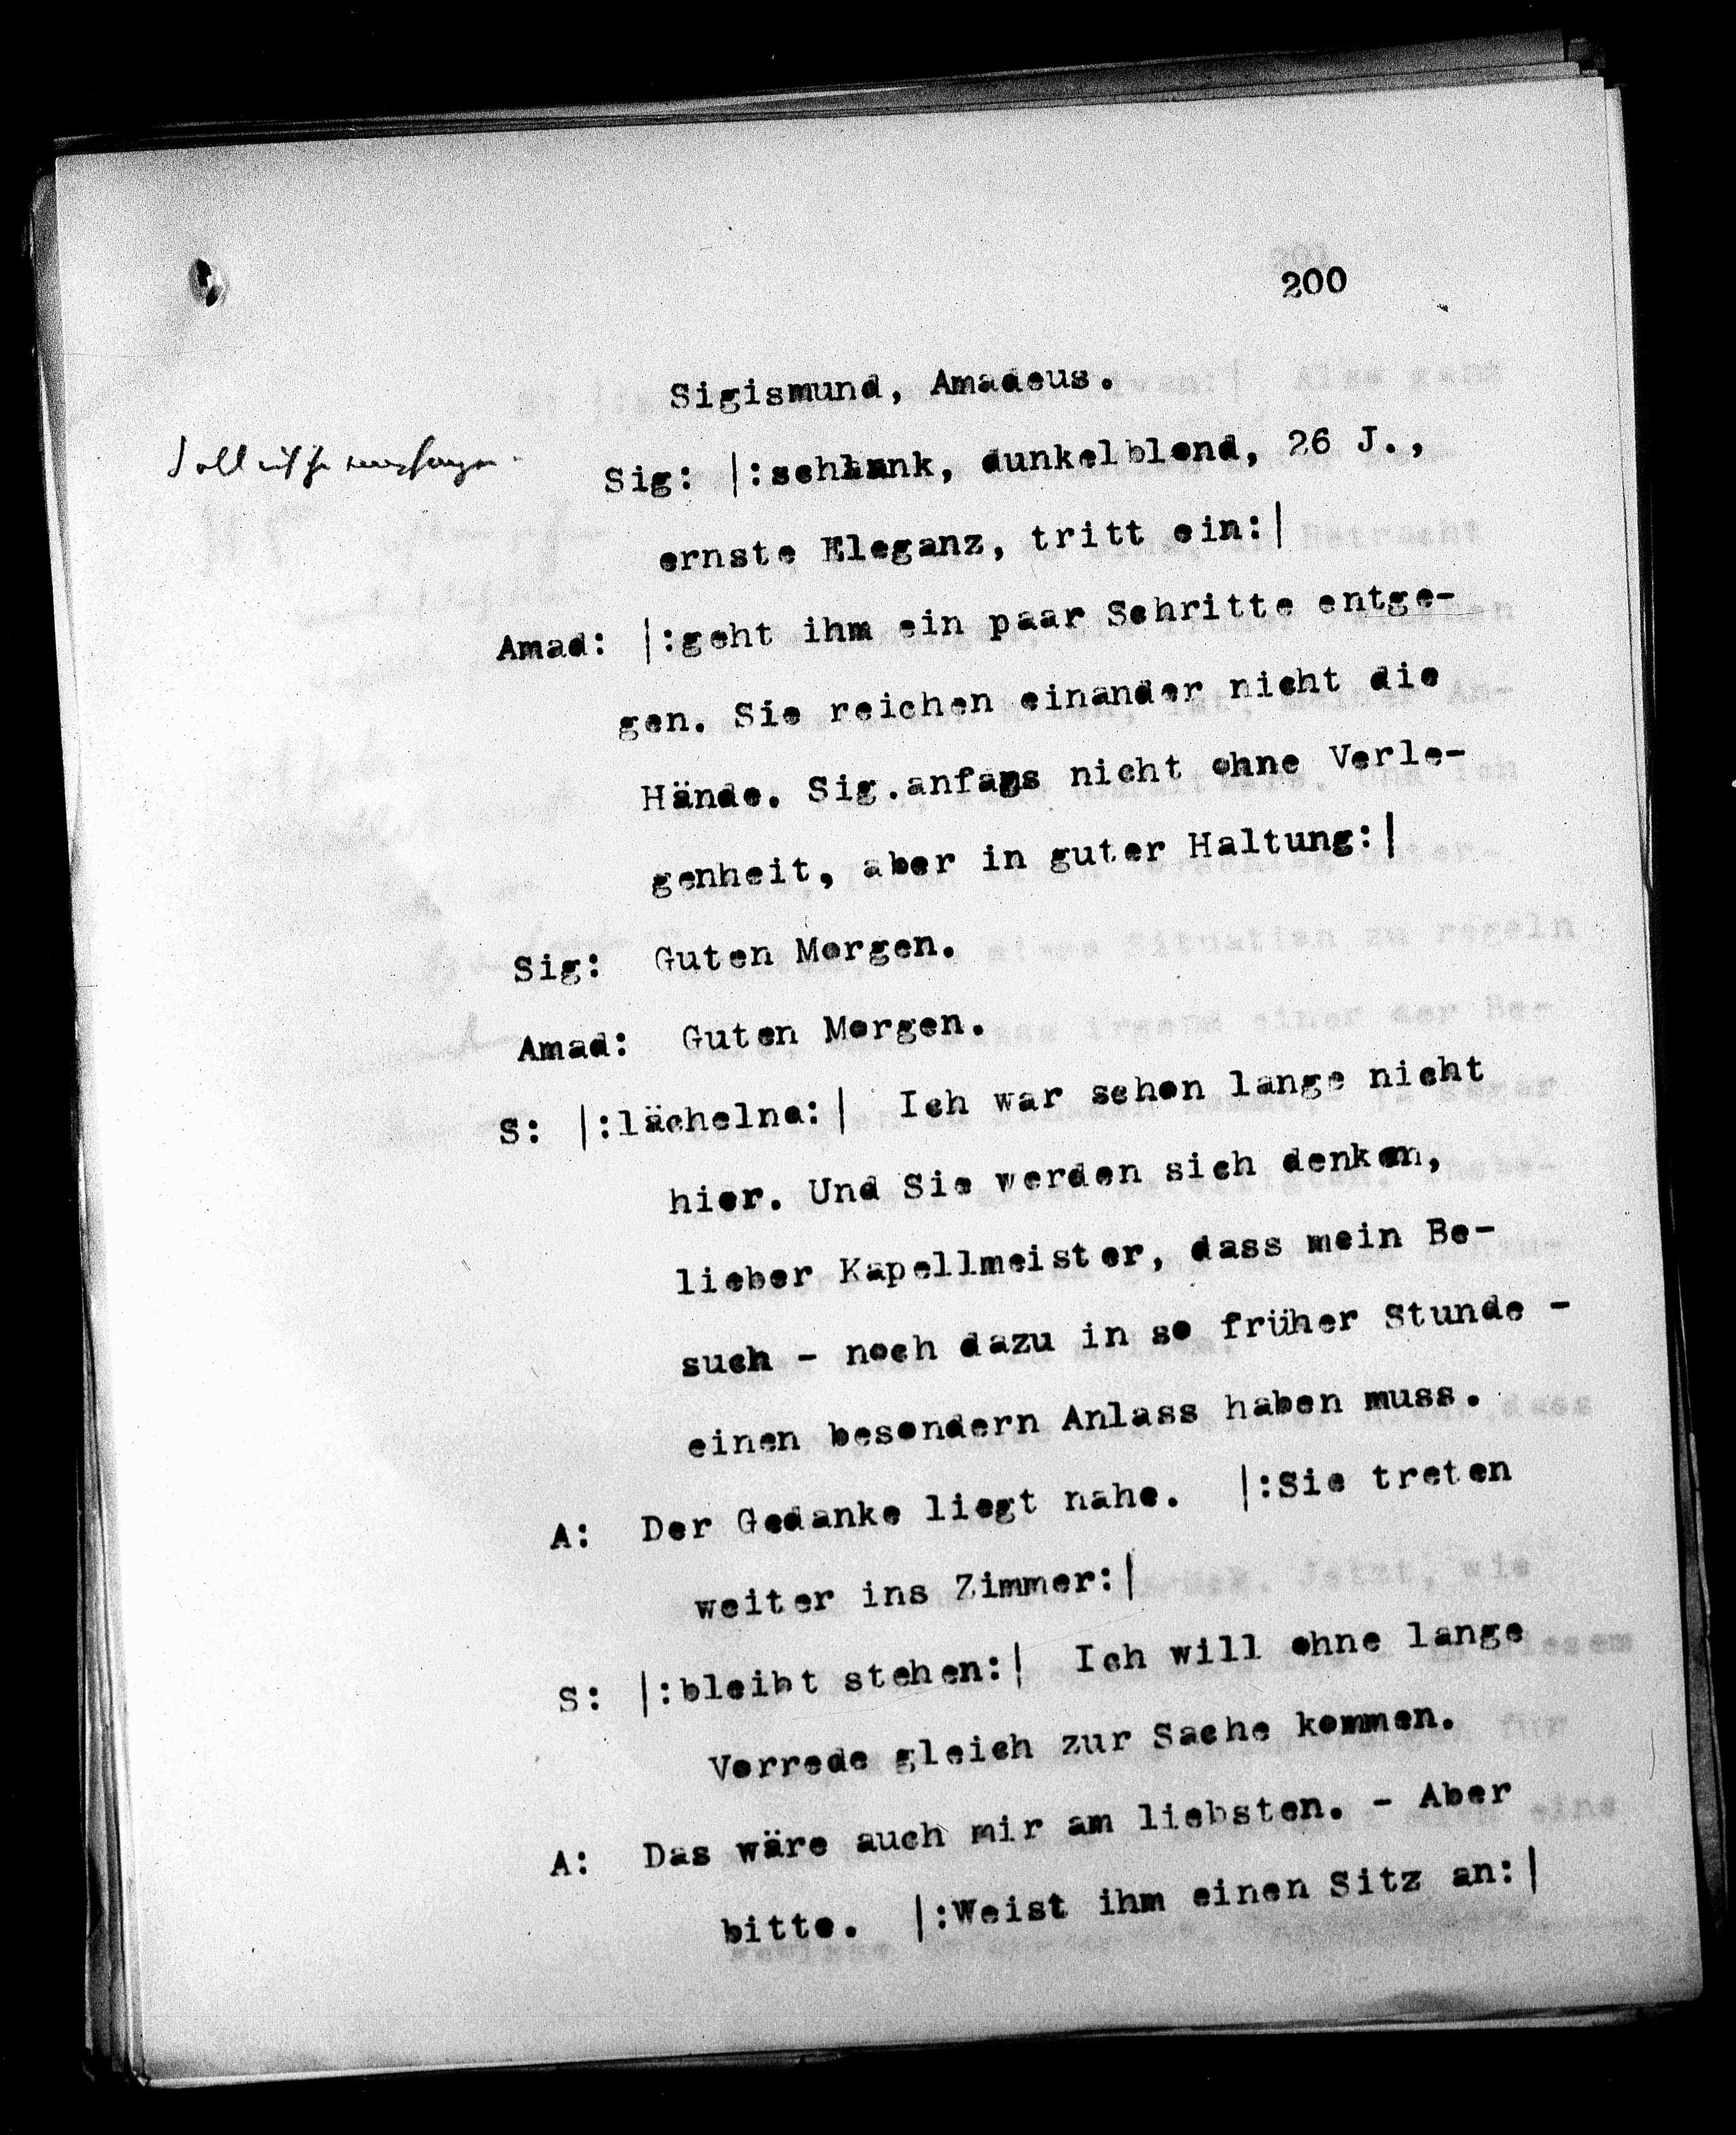 200
Sigismund, Amadeus.
Sig: |:schlank, dunkelblond, 26 J.,
ernste Eleganz, tritt ein:|
Amad: |:geht ihm ein paar Schritte entge-
gen. Sie reichen einander nicht die
Hände. Sig.anfags nicht ohne Verle-
genheit, aber in guter Haltung:|
Sig: Guten Morgen.
Amad: Guten Morgen.
S: |:lächelnd:| Ich war schon lange nicht
hier. Und Sie werden sich denken,
lieber Kapellmeister, dass mein Be-
such - noch dazu in so früher Stunde -
einen besondern Anlass haben muss.
A: Der Gedanke liegt nahe. |:Sie treten
weiter ins Zimmer:|
S: |:bleibt stehen:| Ich will ohne lange
Vorrede gleich zur Sache kommen.
A: Das wäre auch mir am liebsten. - Aber
bitte. |:Weist ihm einen Sitz an:|